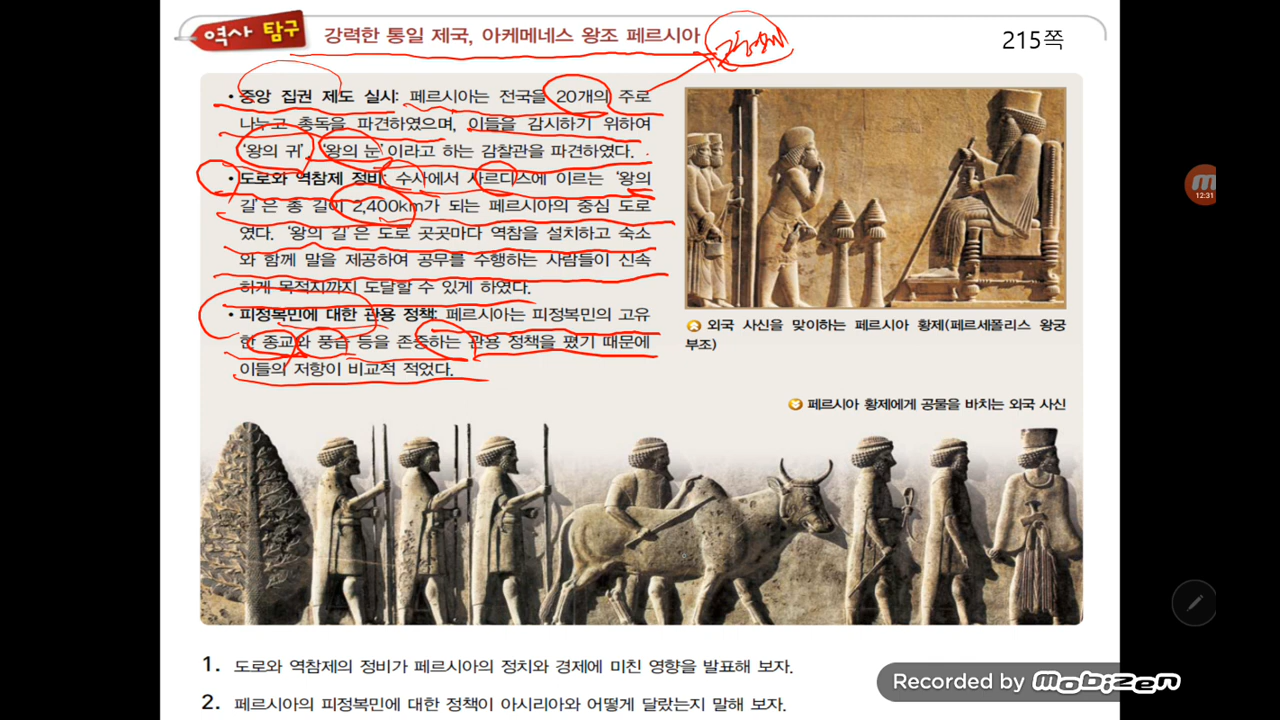 역사 탐구
강력한 통일 제국, 아케메네스 왕조 페르시아
215쪽
• 중앙 집권 제도 실시: 페르시아는 전국을 20개의 주로
나누고 총독을 파견하였으며, 이들을 감시하기 위하여
‘왕의 귀’, ‘왕의 눈’이라고 하는 감찰관을 파견하였다.
• 도로와 역참제 정비: 수사에서 사르디스에 이르는 ‘왕의
길’은 총 길이 2,400km가 되는 페르시아의 중심 도로
였다. ‘왕의 길’은 도로 곳곳마다 역참을 설치하고 숙소
와 함께 말을 제공하여 공무를 수행하는 사람들이 신속
하게 목적지까지 도달할 수 있게 하였다.
• 피정복민에 대한 관용 정책: 페르시아는 피정복민의 고유
한 종교와 풍습 등을 존중하는 관용 정책을 폈기 때문에
이들의 저항이 비교적 적었다.
외국 사신을 맞이하는 페르시아 황제(페르세폴리스 왕궁
부조)
페르시아 황제에게 공물을 바치는 외국 사신
12:31
1. 도로와 역참제의 정비가 페르시아의 정치와 경제에 미친 영향을 발표해 보자.
2. 페르시아의 피정복민에 대한 정책이 아시리아와 어떻게 달랐는지 말해 보자.
Recorded by mobizen